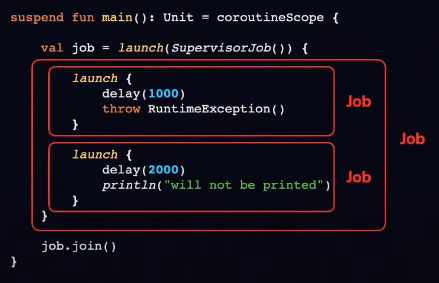 suspend fun main(): Unit = coroutineScope {
val job = launch(SupervisorJob()) {
launch {
delay(1000)
throw RuntimeException()
}
Job
Job
launch {
delay(2000)
println("will not be printed")
}
Job
}
job.join()
}